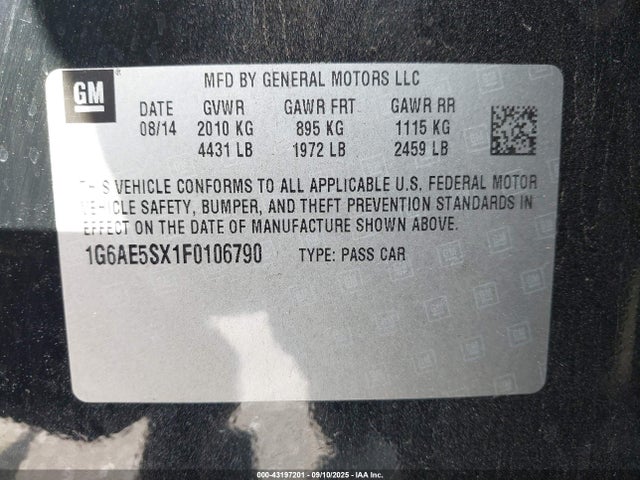 GM
MFD BY GENERAL MOTORS LLC
DATE GVWR GAWR FRT GAWR RR
08/14 2010 KG 895 KG 1115 KG
4431 LB 1972 LB 2459 LB
THIS VEHICLE CONFORMS TO ALL APPLICABLE U.S. FEDERAL MOTOR
VEHICLE SAFETY, BUMPER, AND THEFT PREVENTION STANDARDS IN
EFFECT ON THE DATE OF MANUFACTURE SHOWN ABOVE.
1G6AE5SX1F0106790 TYPE: PASS CAR
000-43197201 - 09/10/2025 - IAA Inc.